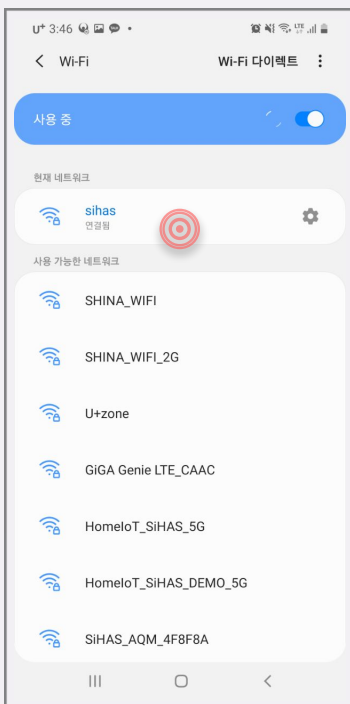 U+ 3:46
LTE
Wi-Fi
Wi-Fi 다이렉트
사용 중
현재 네트워크
sihas
연결됨
사용 가능한 네트워크
SHINA_WIFI
SHINA_WIFI_2G
U+zone
GiGA Genie LTE_CAAC
HomeIoT_SiHAS_5G
HomeIoT_SiHAS_DEMO_5G
SiHAS_AQM_4F8F8A